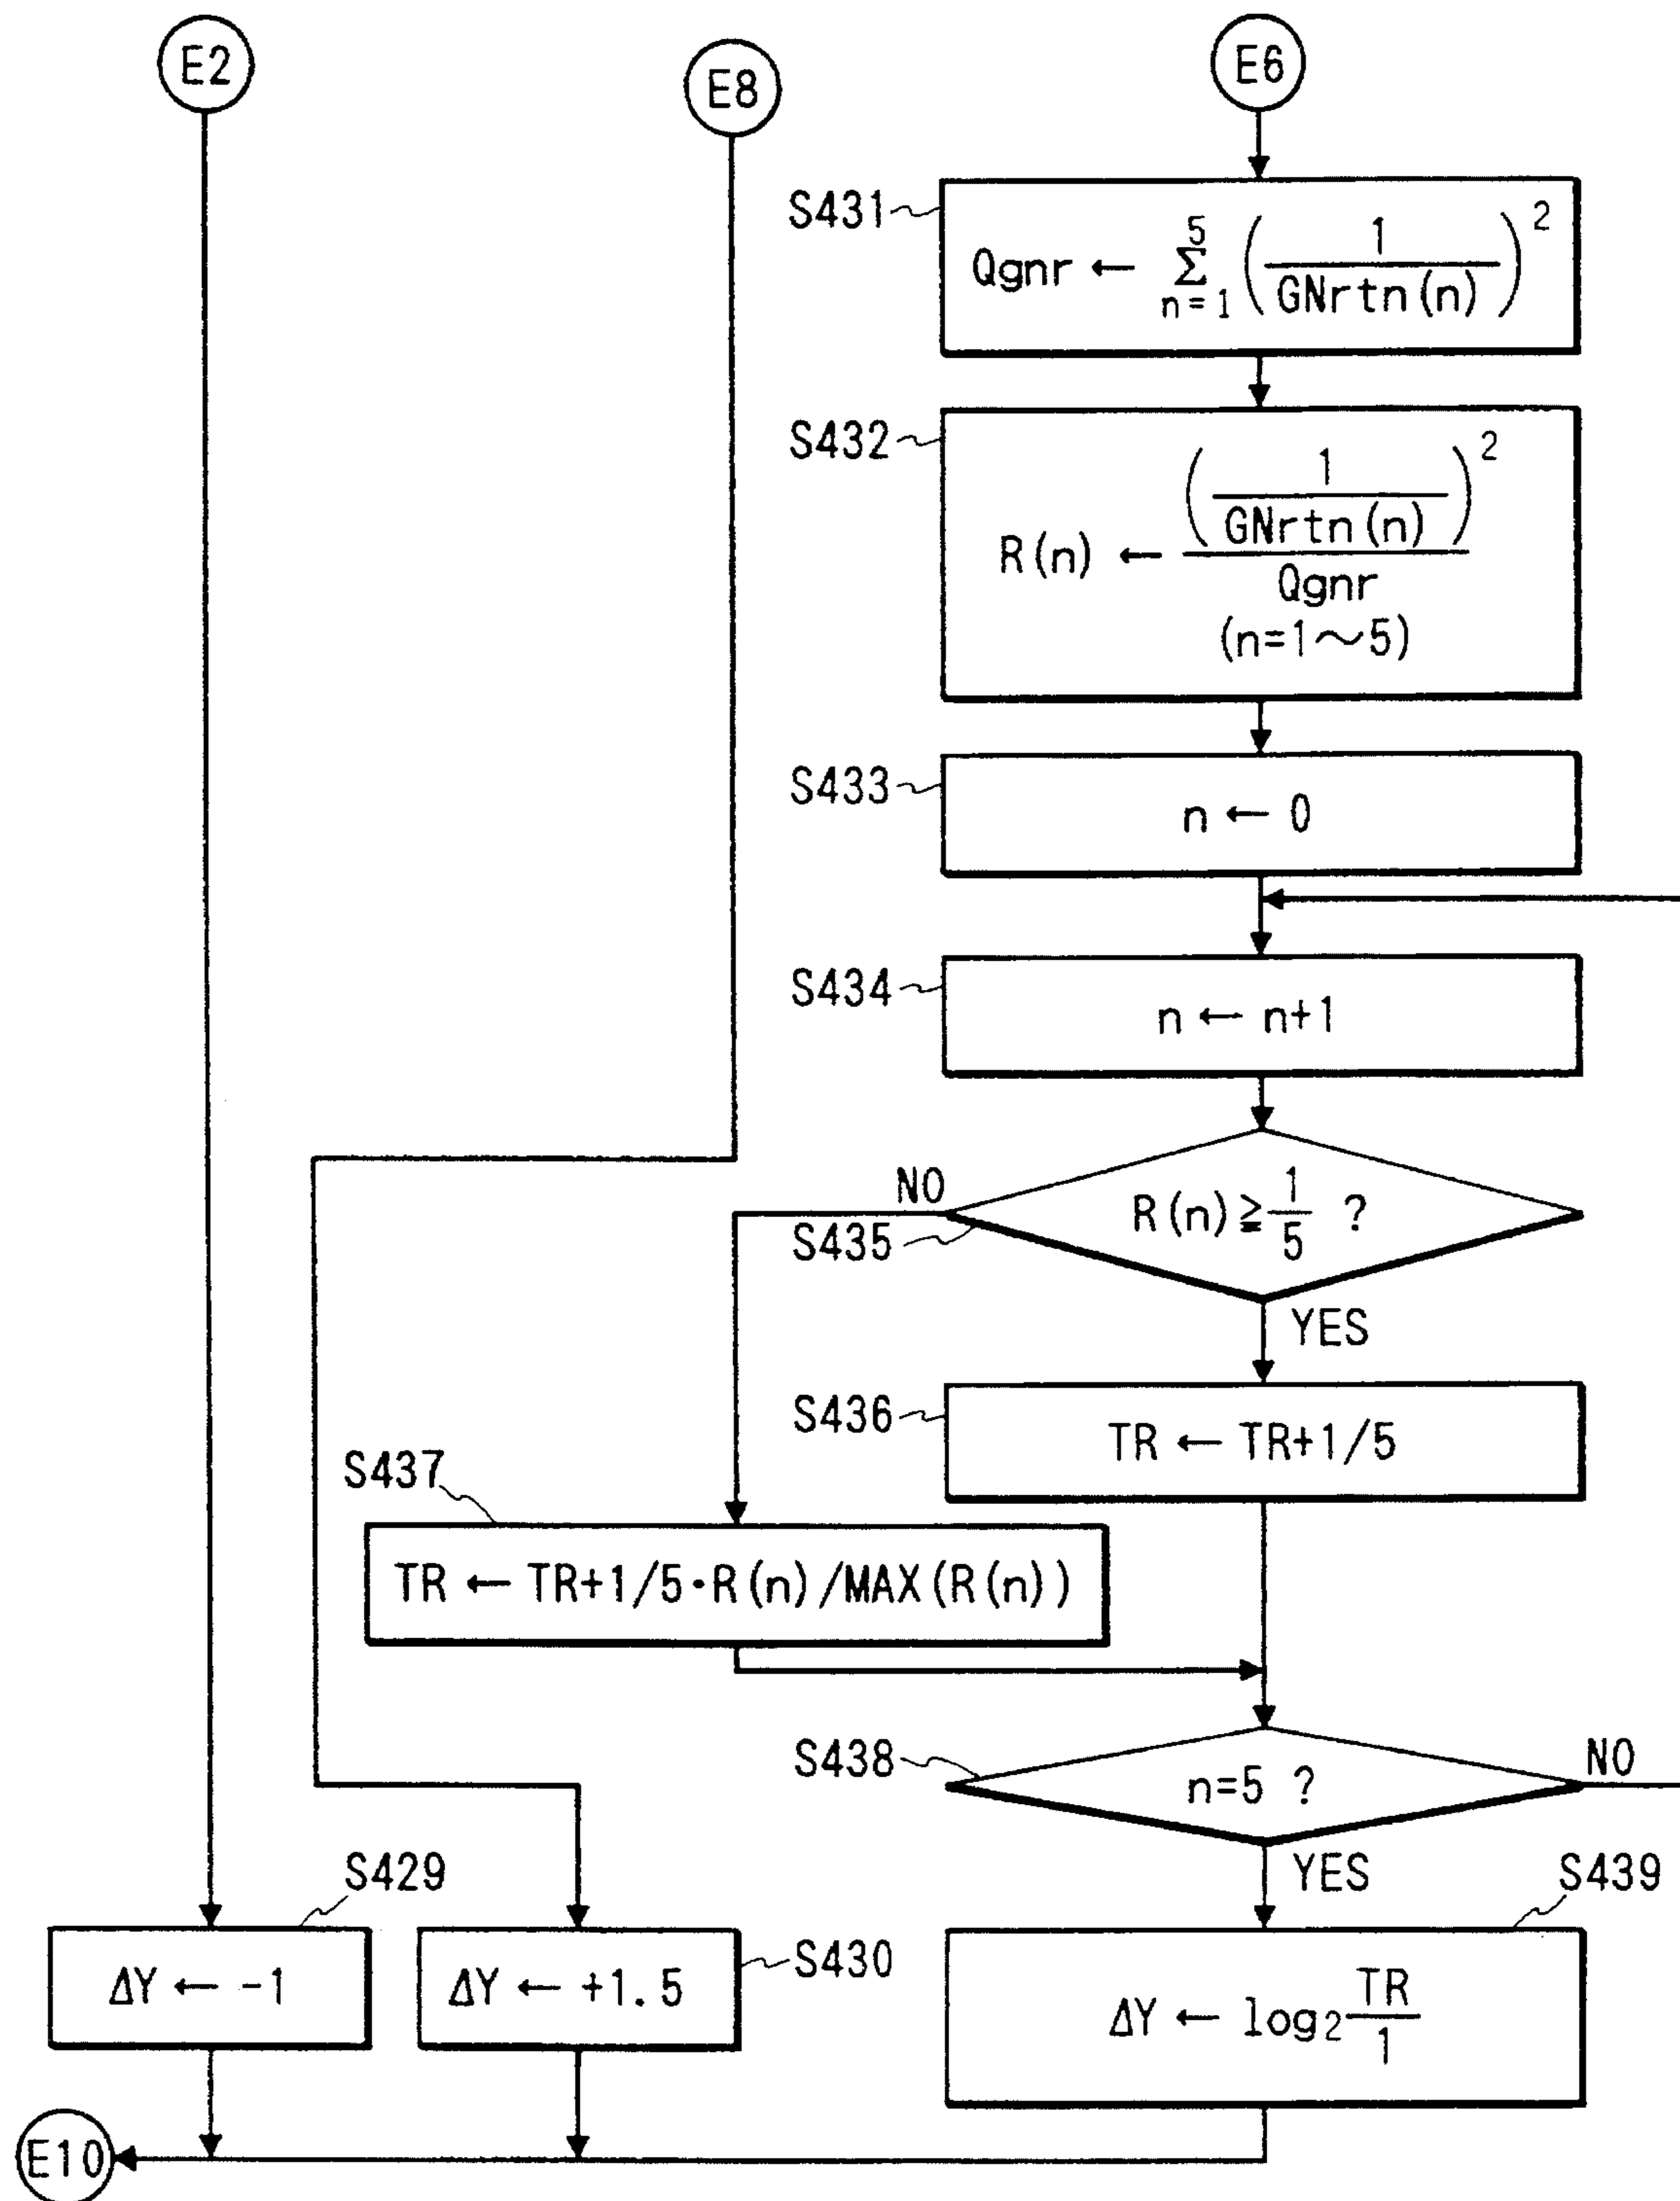 E2
E8
E6
S431
Qgnr ← Σ n=1 5 (1/GNrtn(n))²
S432
R(n) ← (1/GNrtn(n))²/Qgnr
(n=1～5)
S433
n ← 0
S434
n ← n+1
NO
S435
R(n) ≧ 1/5 ?
YES
S436
TR ← TR+1/5
S437
TR ← TR+1/5·R(n)/MAX(R(n))
S438
n=5 ?
NO
YES
S429
ΔY ← -1
ΔY ← +1.5
S430
S439
ΔY ← log₂ TR/1
E10